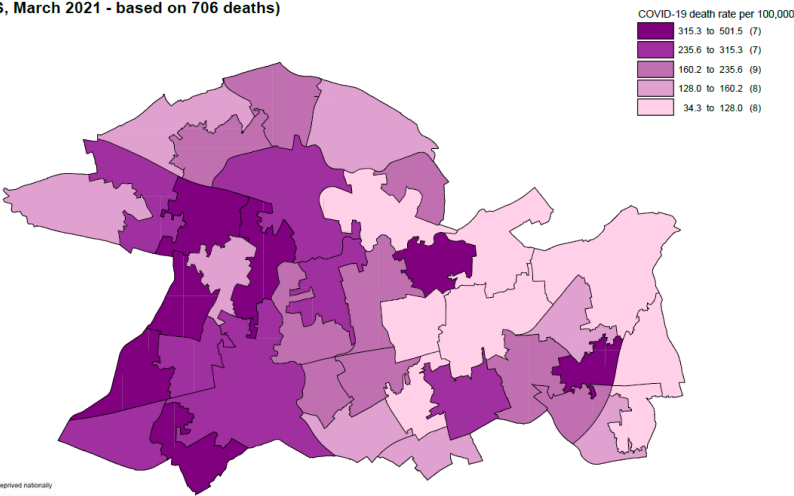 S, March 2021 - based on 706 deaths)
COVID-19 death rate per 100,000
315.3 to 501.5 (7)
235.6 to 315.3 (7)
160.2 to 235.6 (9)
128.0 to 160.2 (8)
34.3 to 128.0 (8)
eprived nationally